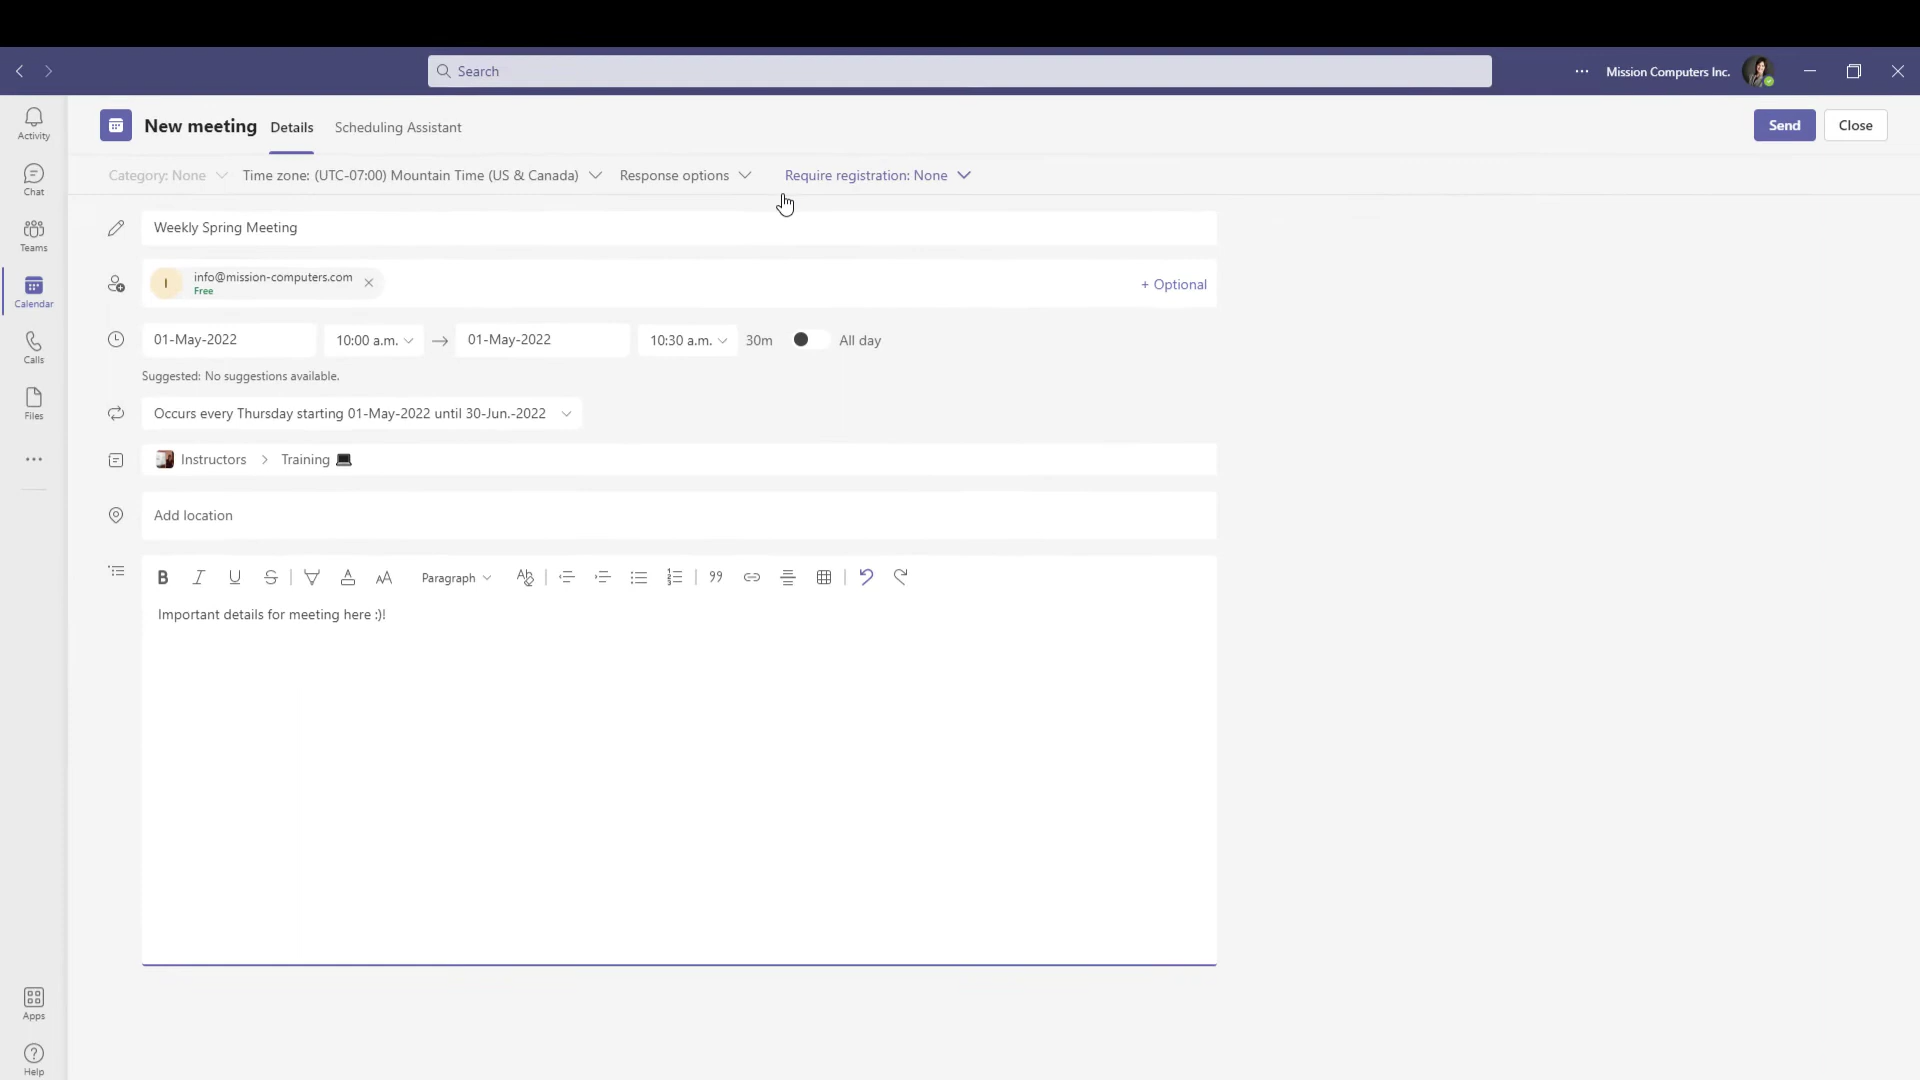 Search
Mission Computers Inc.
Activity
Chat
Teams
Calendar
Calls
Files
Apps
Help
New meeting Details Scheduling Assistant
Send Close
Category: None Time zone: (UTC-07:00) Mountain Time (US & Canada) Response options Require registration: None
Weekly Spring Meeting
I info@mission-computers.com
Free
+ Optional
01-May-2022 10:00 a.m. → 01-May-2022 10:30 a.m. 30m All day
Suggested: No suggestions available.
Occurs every Thursday starting 01-May-2022 until 30-Jun.-2022
Instructors > Training 💻
Add location
B I U S A AA Paragraph Ab
Important details for meeting here :)!